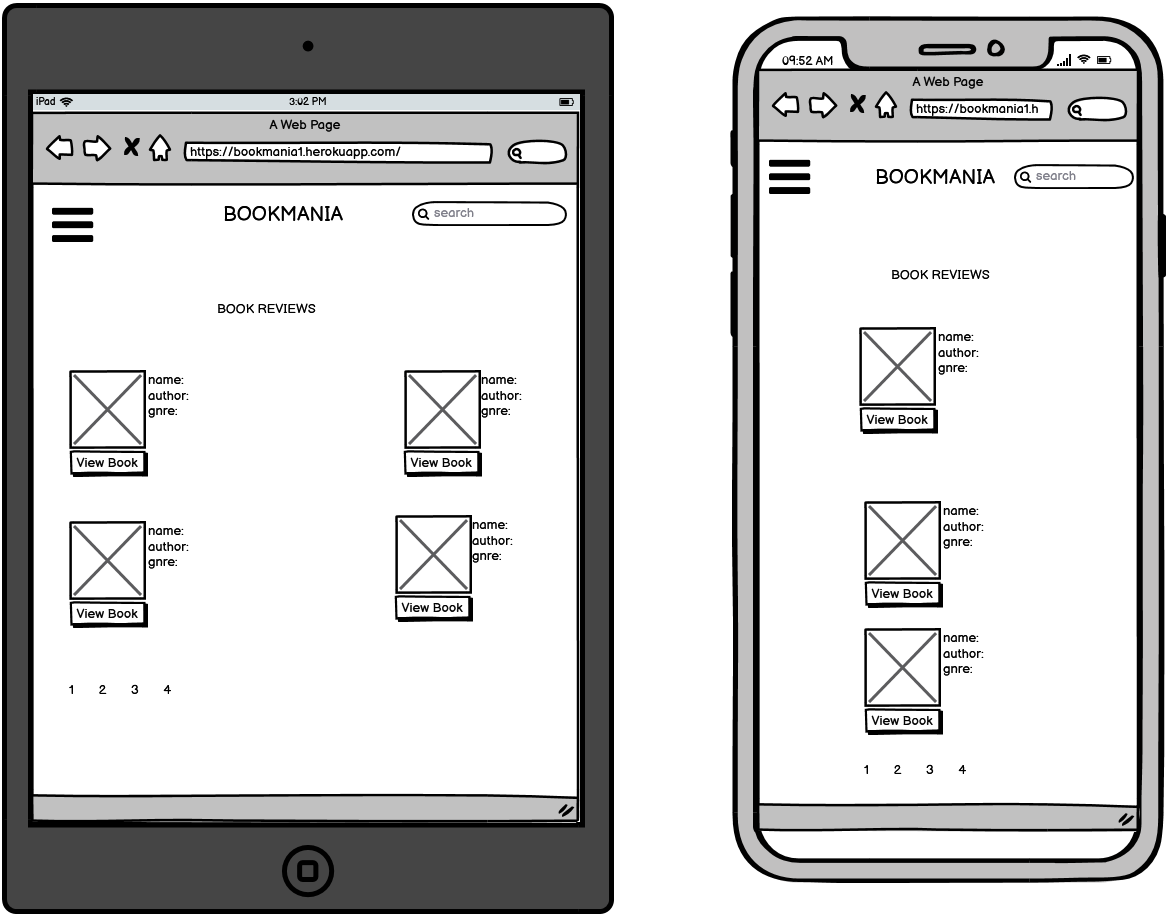 iPad
3:02 PM
A Web Page
https://bookmania1.herokuapp.com/
BOOKMANIA
search
BOOK REVIEWS
name:
author:
gnre:
View Book
name:
author:
gnre:
View Book
name:
author:
gnre:
View Book
name:
author:
gnre:
View Book
1 2 3 4
09:52 AM
A Web Page
https://bookmania1.h
BOOKMANIA
search
BOOK REVIEWS
name:
author:
gnre:
View Book
name:
author:
gnre:
View Book
name:
author:
gnre:
View Book
1 2 3 4